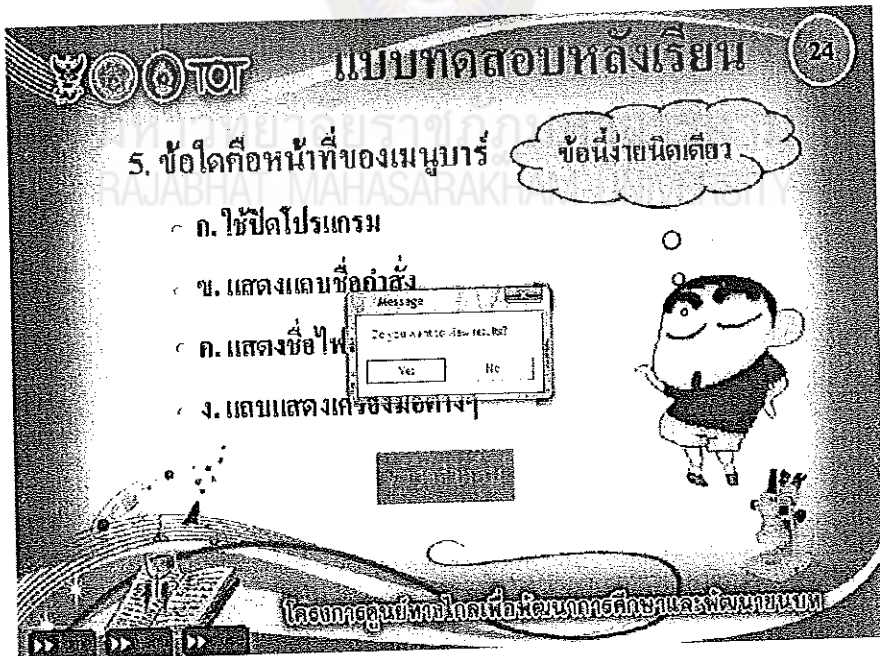 TOT
แบบทดสอบหลังเรียน
24
RAJABHAT MAHASARAKHAM UNIVERSITY
5. ข้อใดคือหน้าที่ของเมนูบาร์
ข้อนี้ง่ายนิดเดียว
ก. ใช้ปิดโปรแกรม
ข. แสดงแถบชื่อคำสั่ง
ค. แสดงชื่อไฟ
ง. แถบแสดงเครื่องมือต่างๆ
Message
Do you want to view results?
Yes
No
โครงการศูนย์ทางไกลเพื่อพัฒนาการศึกษาและพัฒนาชนบท